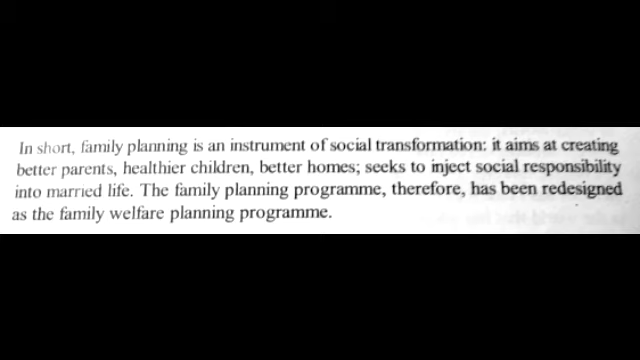 In short, family planning is an instrument of social transformation: it aims at creating
better parents, healthier children, better homes; seeks to inject social responsibility
into married life. The family planning programme, therefore, has been redesigned
as the family welfare planning programme.